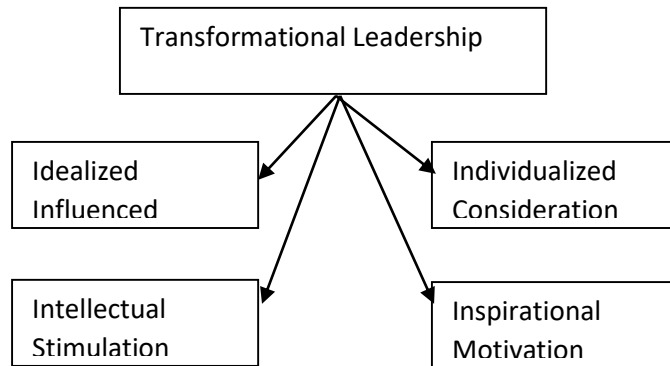 Transformational Leadership
Idealized
Influenced
Individualized
Consideration
Intellectual
Stimulation
Inspirational
Motivation